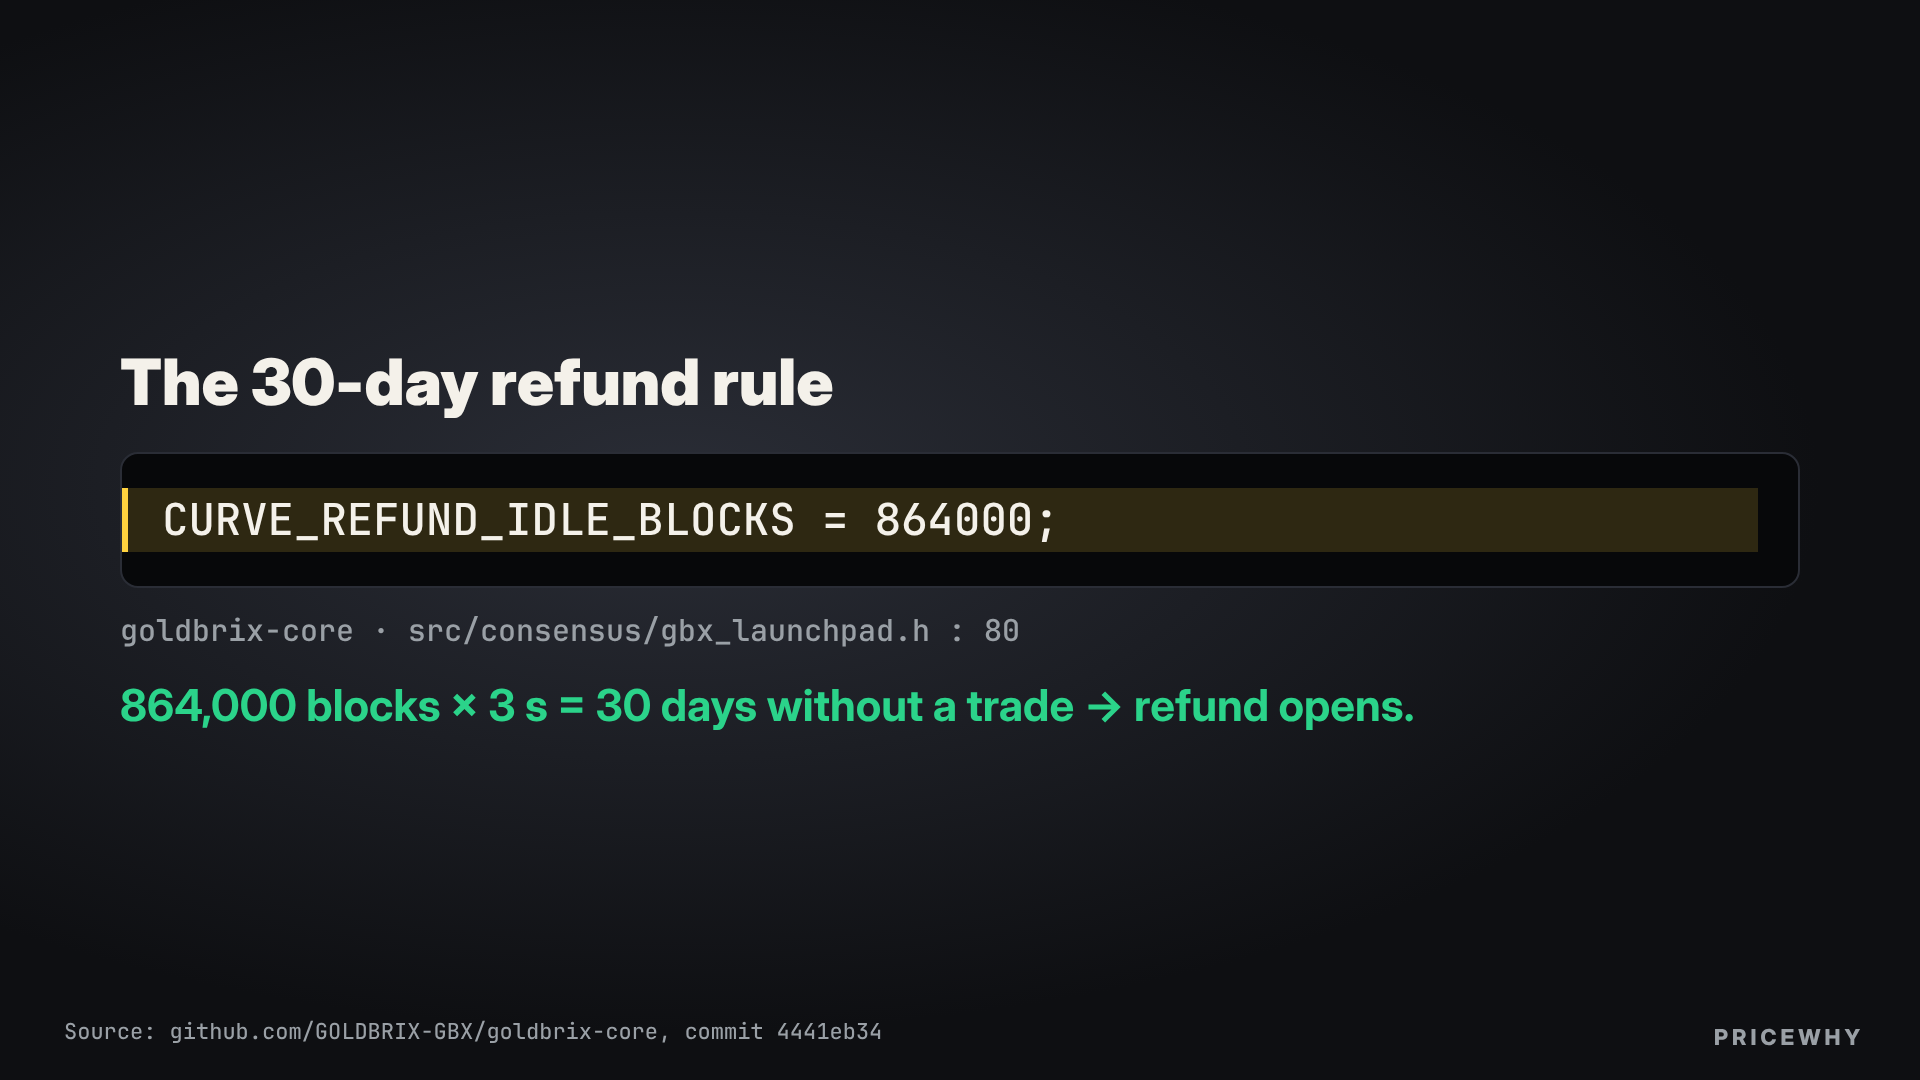 The 30-day refund rule
CURVE_REFUND_IDLE_BLOCKS = 864000;
goldbrix-core · src/consensus/gbx_launchpad.h : 80
864,000 blocks × 3 s = 30 days without a trade → refund opens.
Source: github.com/GOLDBRIX-GBX/goldbrix-core, commit 4441eb34
PRICEWHY